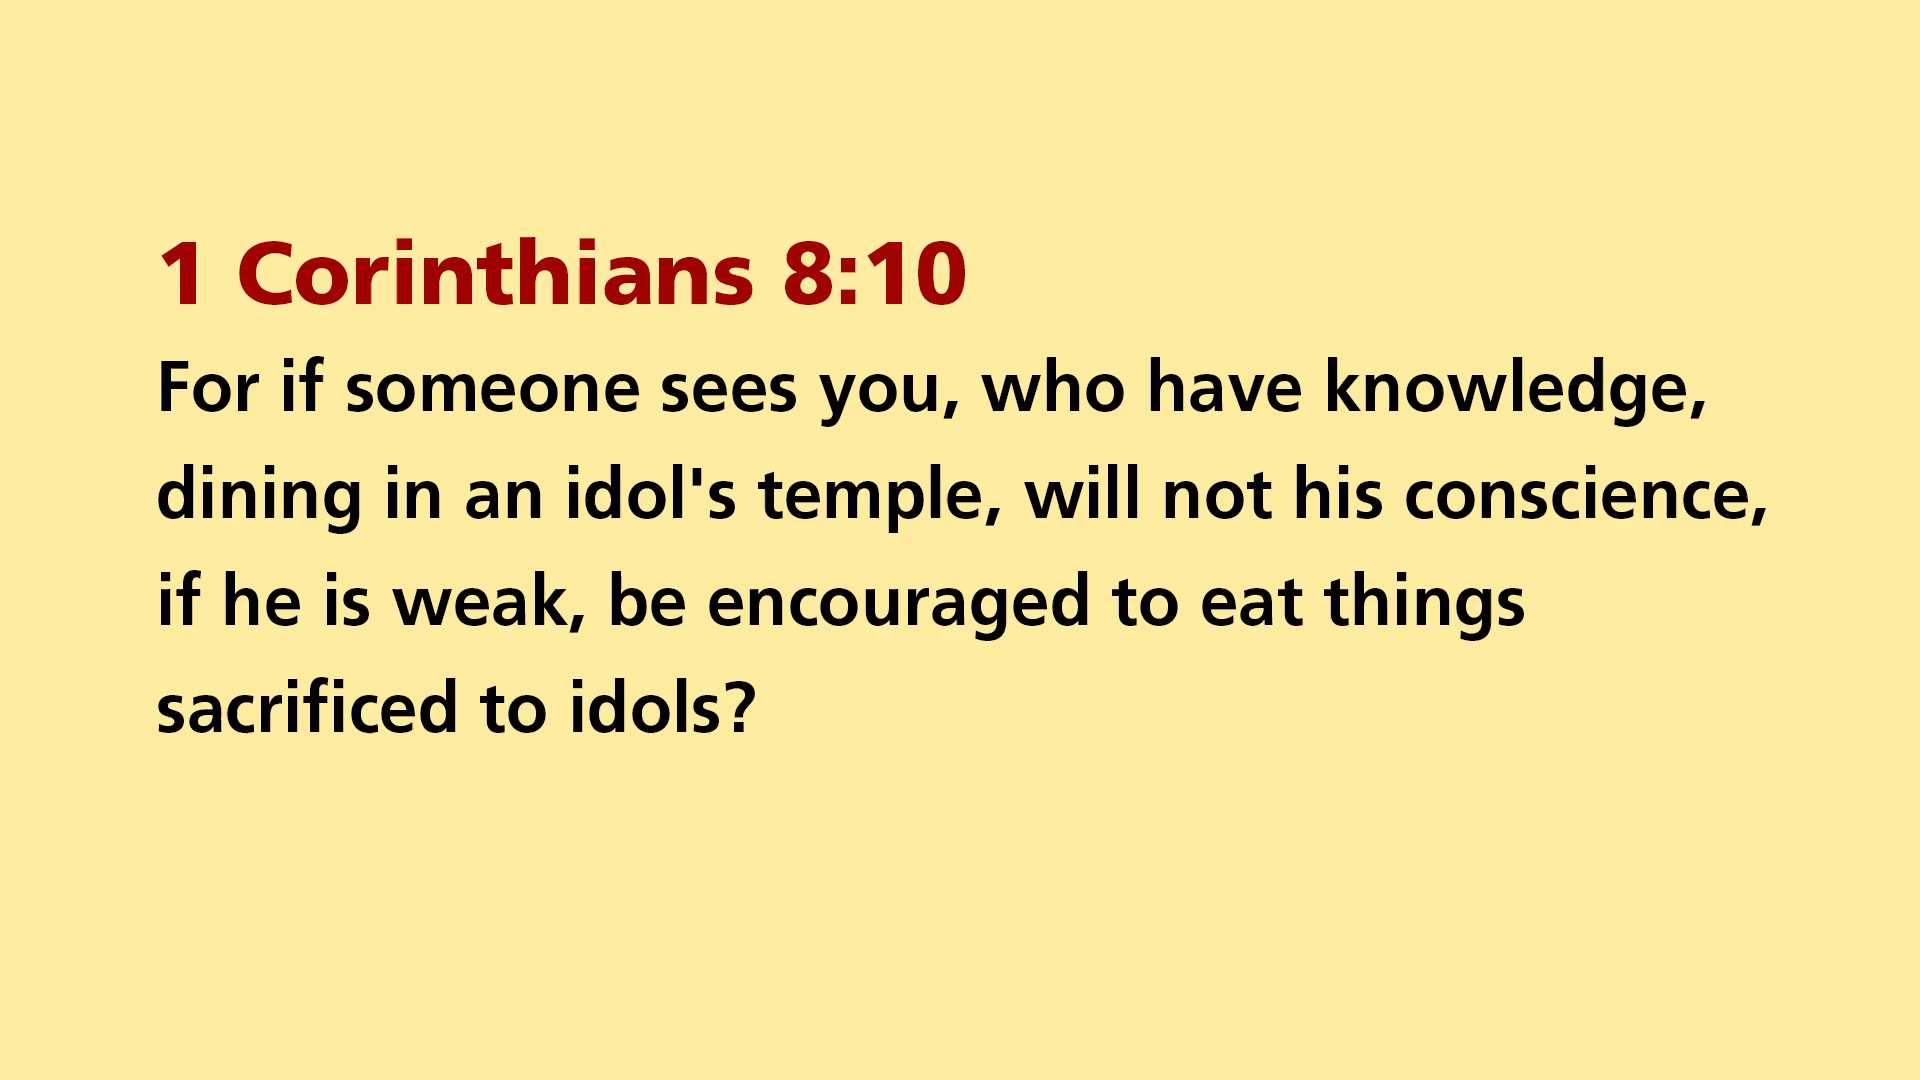 1 Corinthians 8:10
For if someone sees you, who have knowledge,
dining in an idol's temple, will not his conscience,
if he is weak, be encouraged to eat things
sacrificed to idols?